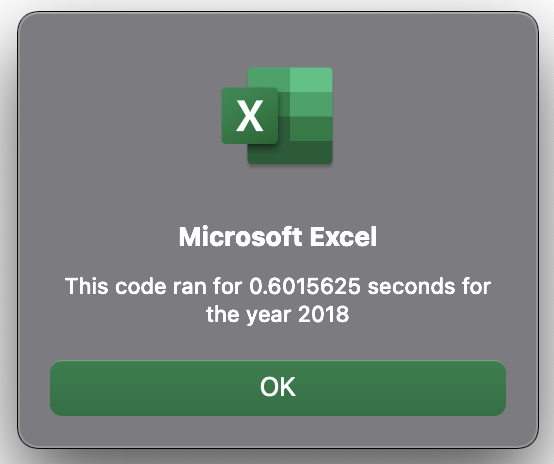 X
Microsoft Excel
This code ran for 0.6015625 seconds for
the year 2018
OK